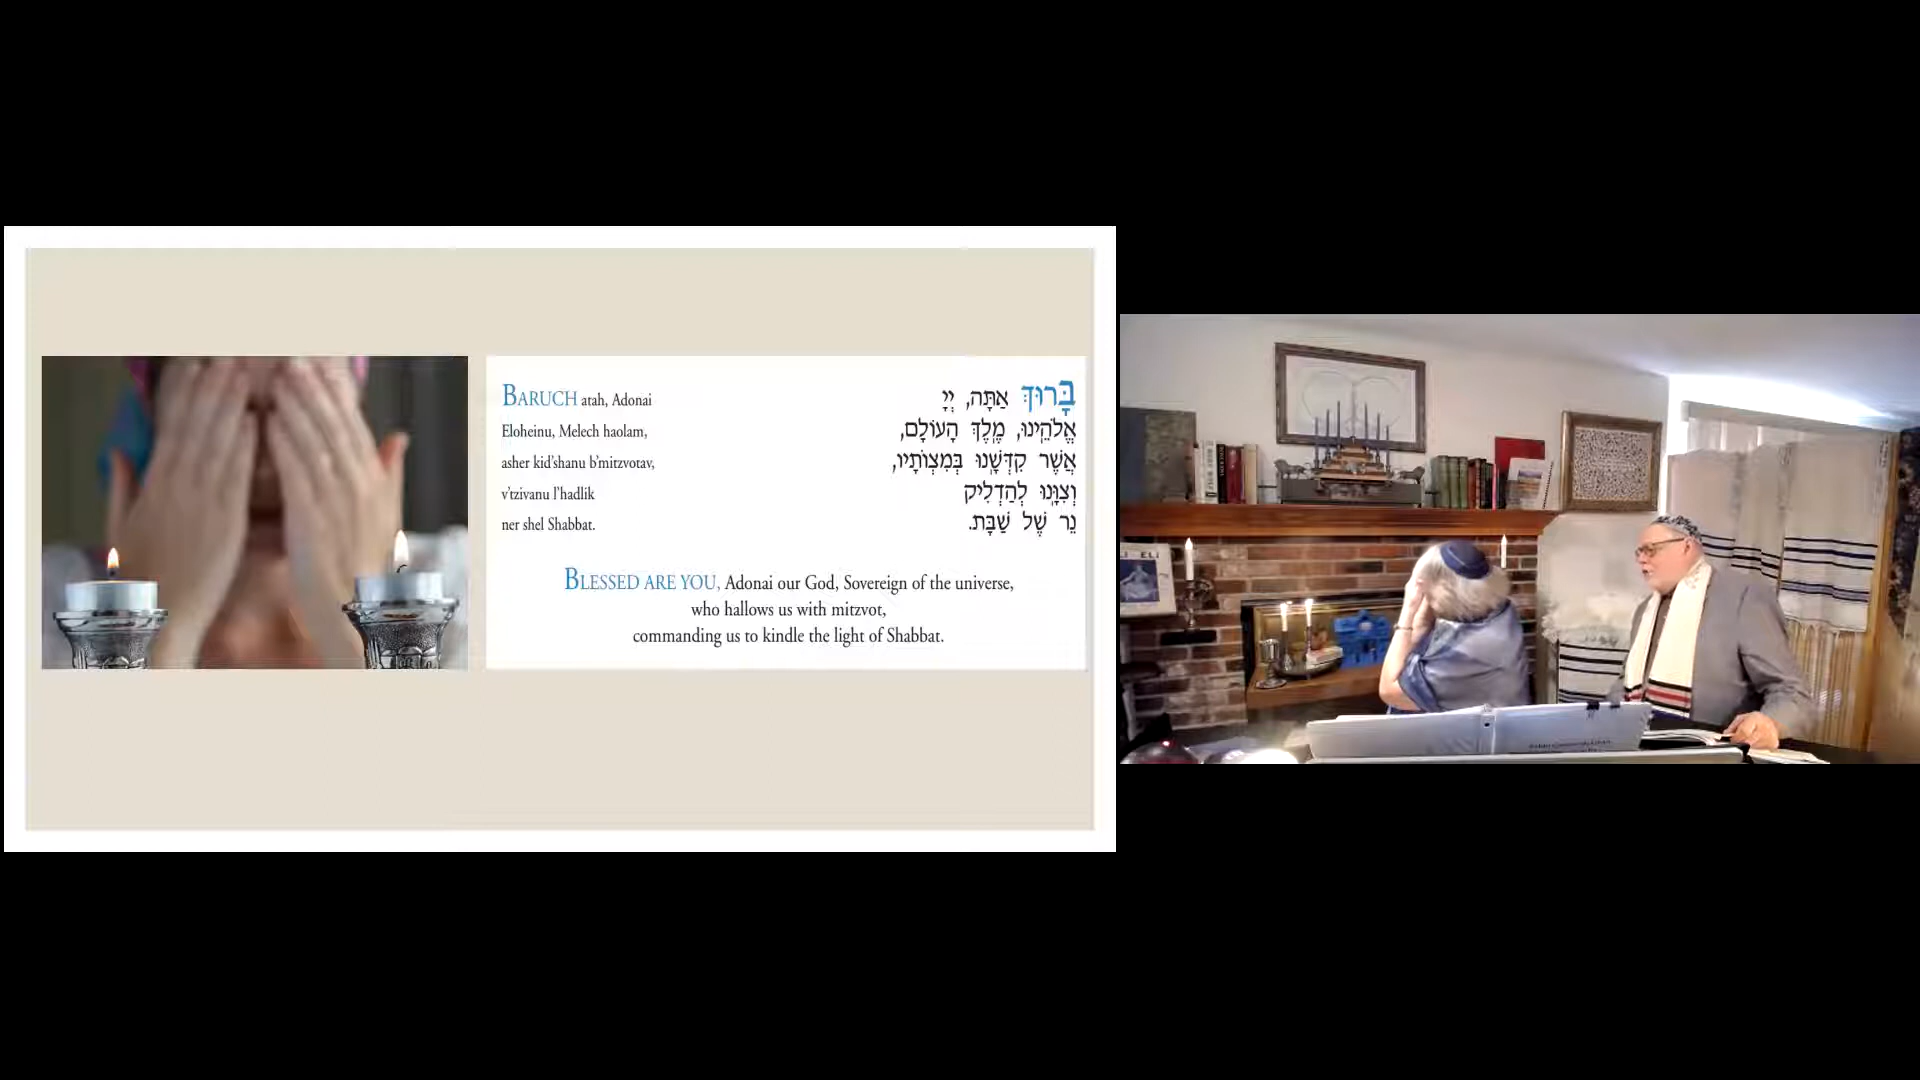 BARUCH atah, Adonai
Eloheinu, Melech haolam,
asher kid'shanu b'mitzvotav,
v'tzivanu l'hadlik
ner shel Shabbat.
בָּרוּךְ אַתָּה, יְיָ
אֱלֹהֵֽינוּ, מֶֽלֶךְ הָעוֹלָם,
אֲשֶׁר קִדְּשָֽׁנוּ בְּמִצְוֹתָיו,
וְצִוָּֽנוּ לְהַדְלִיק
נֵר שֶׁל שַׁבָּת.
BLESSED ARE YOU, Adonai our God, Sovereign of the universe,
who hallows us with mitzvot,
commanding us to kindle the light of Shabbat.
ELI